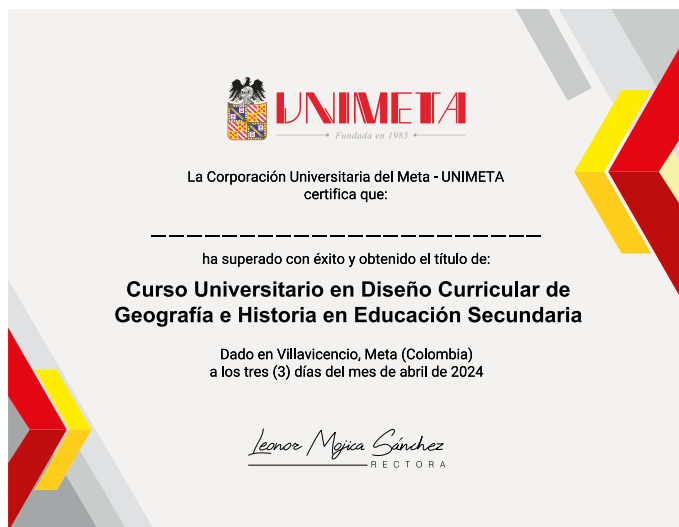 UNIMETA
Fundada en 1985
La Corporación Universitaria del Meta - UNIMETA
certifica que:
ha superado con éxito y obtenido el título de:
Curso Universitario en Diseño Curricular de
Geografía e Historia en Educación Secundaria
Dado en Villavicencio, Meta (Colombia)
a los tres (3) días del mes de abril de 2024
Leonor Mojica Sánchez
RECTORA